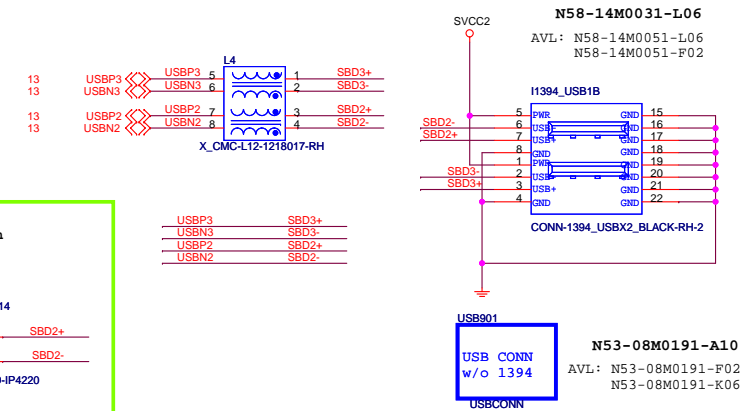 N58-14M0031-L06
SVCC2
AVL: N58-14M0051-L06
N58-14M0051-F02
L4
13 USBP3 USBP3 5 1 SBD3+
13 USBN3 USBN3 6 2 SBD3-
13 USBP2 USBP2 7 3 SBD2+
13 USBN2 USBN2 8 4 SBD2-
X_CMC-L12-1218017-RH
I1394_USB1B
5 PWR GND 15
SBD2- 6 USB- GND 16
SBD2+ 7 USB+ GND 17
8 GND GND 18
1 PWR GND 19
SBD3- 2 USB- GND 20
SBD3+ 3 USB+ GND 21
4 GND GND 22
CONN-1394_USBX2_BLACK-RH-2
USBP3 SBD3+
USBN3 SBD3-
USBP2 SBD2+
USBN2 SBD2-
14
SBD2+
SBD2-
-IP4220
USB901
USB CONN
w/o 1394
USBCONN
N53-08M0191-A10
AVL: N53-08M0191-F02
N53-08M0191-K06